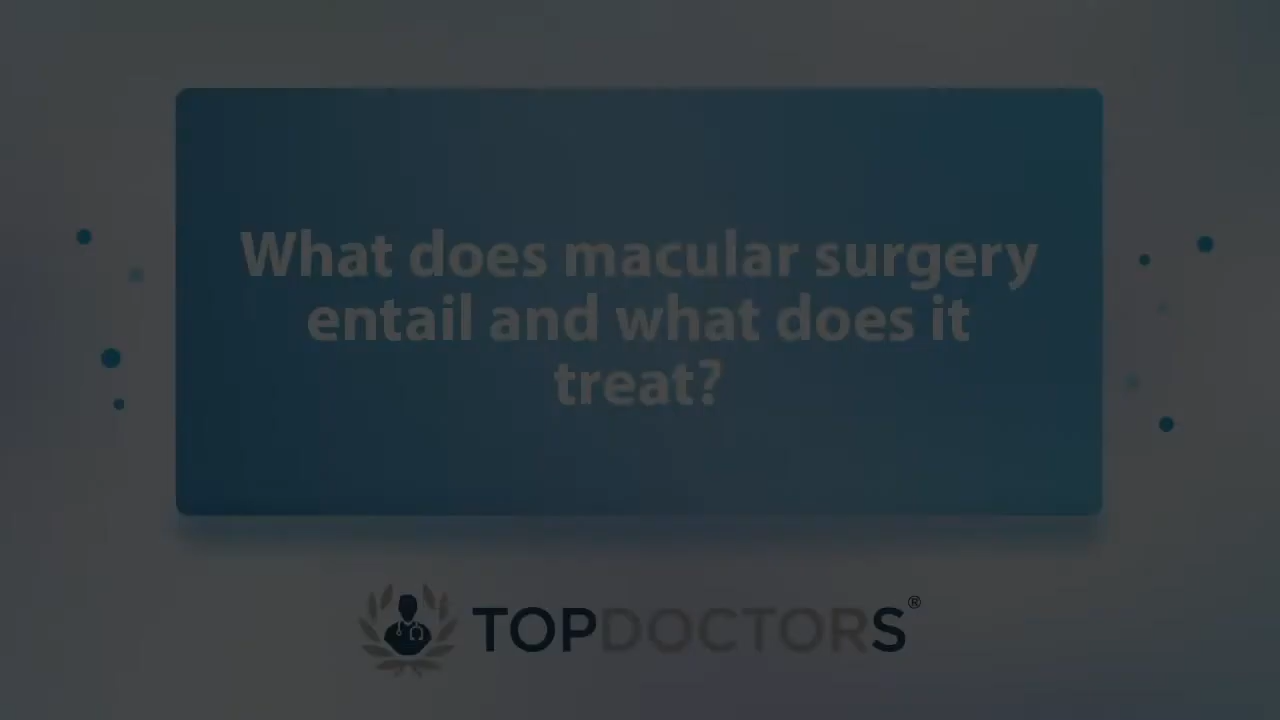 What does macular surgery
entail and what does it
treat?
TOPDOCTORS®